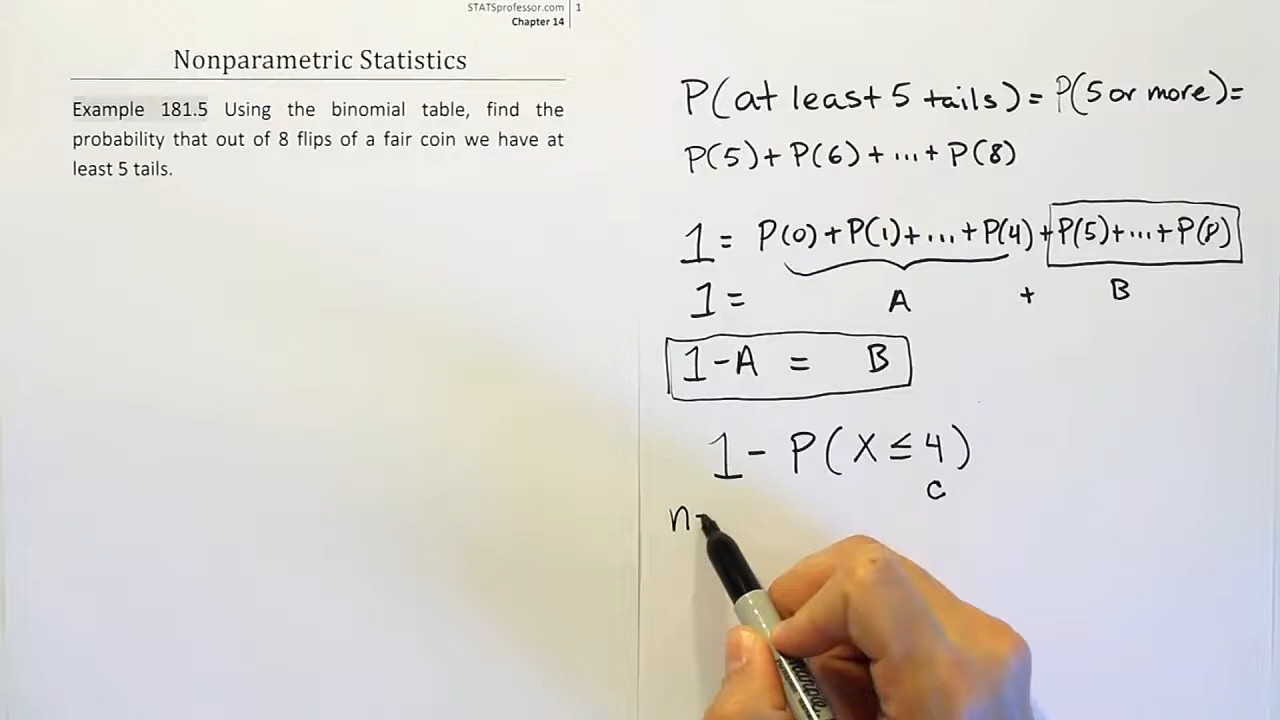 STATSprofessor.com 1
Chapter 14
Nonparametric Statistics
Example 181.5 Using the binomial table, find the
probability that out of 8 flips of a fair coin we have at
least 5 tails.
P(at least 5 tails) = P(5 or more) =
P(5) + P(6) + ... + P(8)
1 = P(0) + P(1) + ... + P(4) + P(5) + ... + P(8)
1 = A + B
1 - A = B
1 - P(X ≤ 4)
C
n-